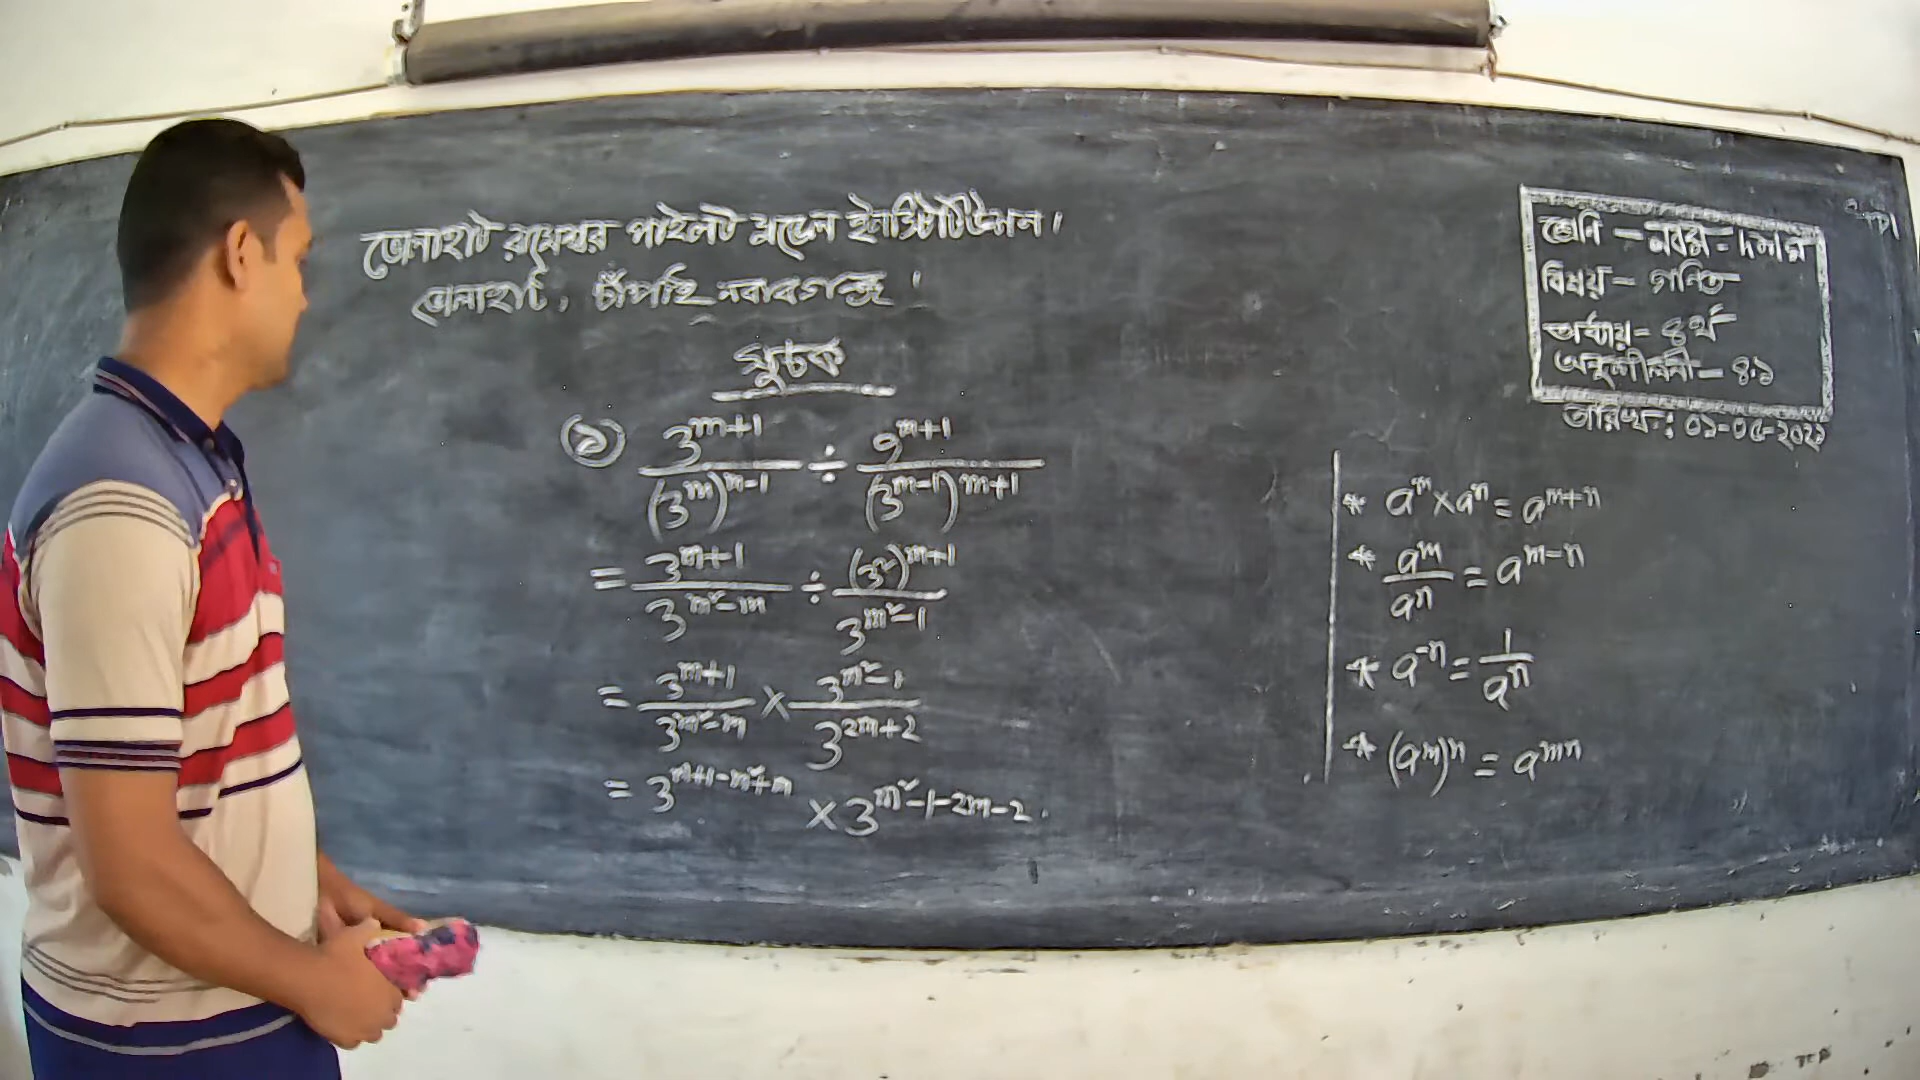 ভোলাহাট রামেশ্বর পাইলট মডেল ইনস্টিটিউশন।
ভোলাহাট, চাঁপাই নবাবগঞ্জ।
সুচক
১ 3^{m+1}/(3^m)^{m-1} ÷ 9^{m+1}/(3^{m-1})^{m+1}
= 3^{m+1}/3^{m²-m} ÷ (3²)^{m+1}/3^{m²-1}
= 3^{m+1}/3^{m²-m} × 3^{m²-1}/3^{2m+2}
= 3^{m+1-m²+m} × 3^{m²-1-2m-2}
শ্রেণি - নবম - দশম
বিষয় - গণিত
অধ্যায় = ৪র্থ
অনুশীলনী - ৪.১
তারিখ : ০১-০৫-২০২১
* a^m × a^n = a^{m+n}
* a^m/a^n = a^{m-n}
* a^{-n} = 1/a^n
* (a^m)^n = a^{mn}